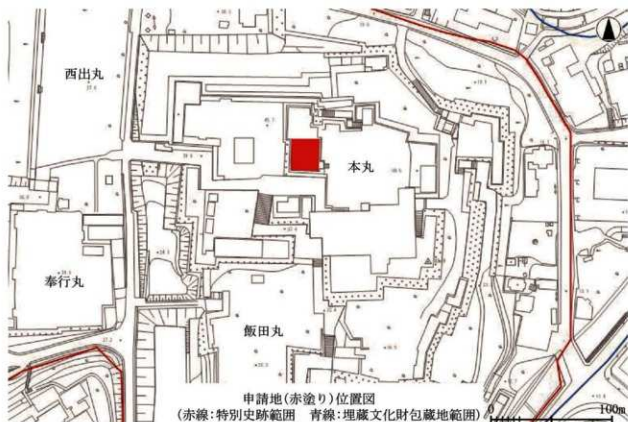 西出丸
本丸
奉行丸
飯田丸
申請地(赤塗り)位置図
(赤線:特別史跡範囲 青線:埋蔵文化財包蔵地範囲)
0 100m